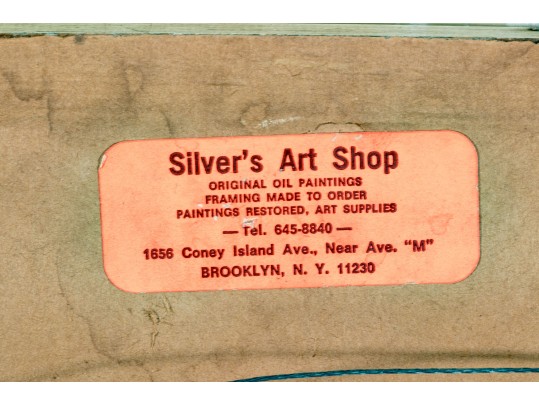 Silver's Art Shop
ORIGINAL OIL PAINTINGS
FRAMING MADE TO ORDER
PAINTINGS RESTORED, ART SUPPLIES
— Tel. 645-8840 —
1656 Coney Island Ave., Near Ave. "M"
BROOKLYN, N. Y. 11230